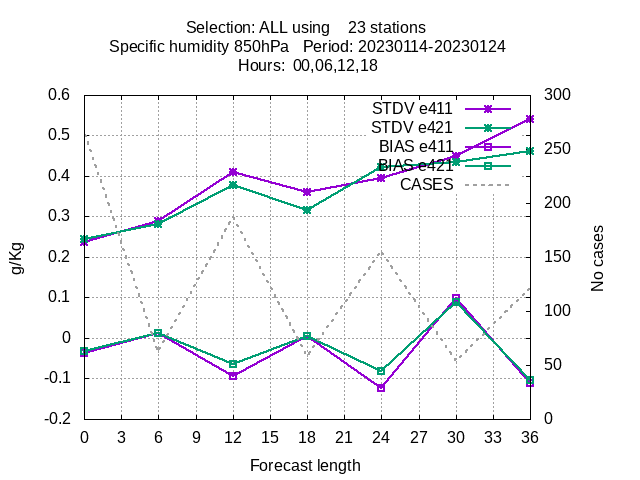 Selection: ALL using    23 stations
Specific humidity 850hPa   Period: 20230114-20230124
Hours:  00,06,12,18
STDV e411
STDV e421
BIAS e411
BIAS e421
CASES
0.6
0.5
0.4
0.3
0.2
0.1
0
-0.1
-0.2
g/Kg
300
250
200
150
100
50
0
No cases
0 3 6 9 12 15 18 21 24 27 30 33 36
Forecast length